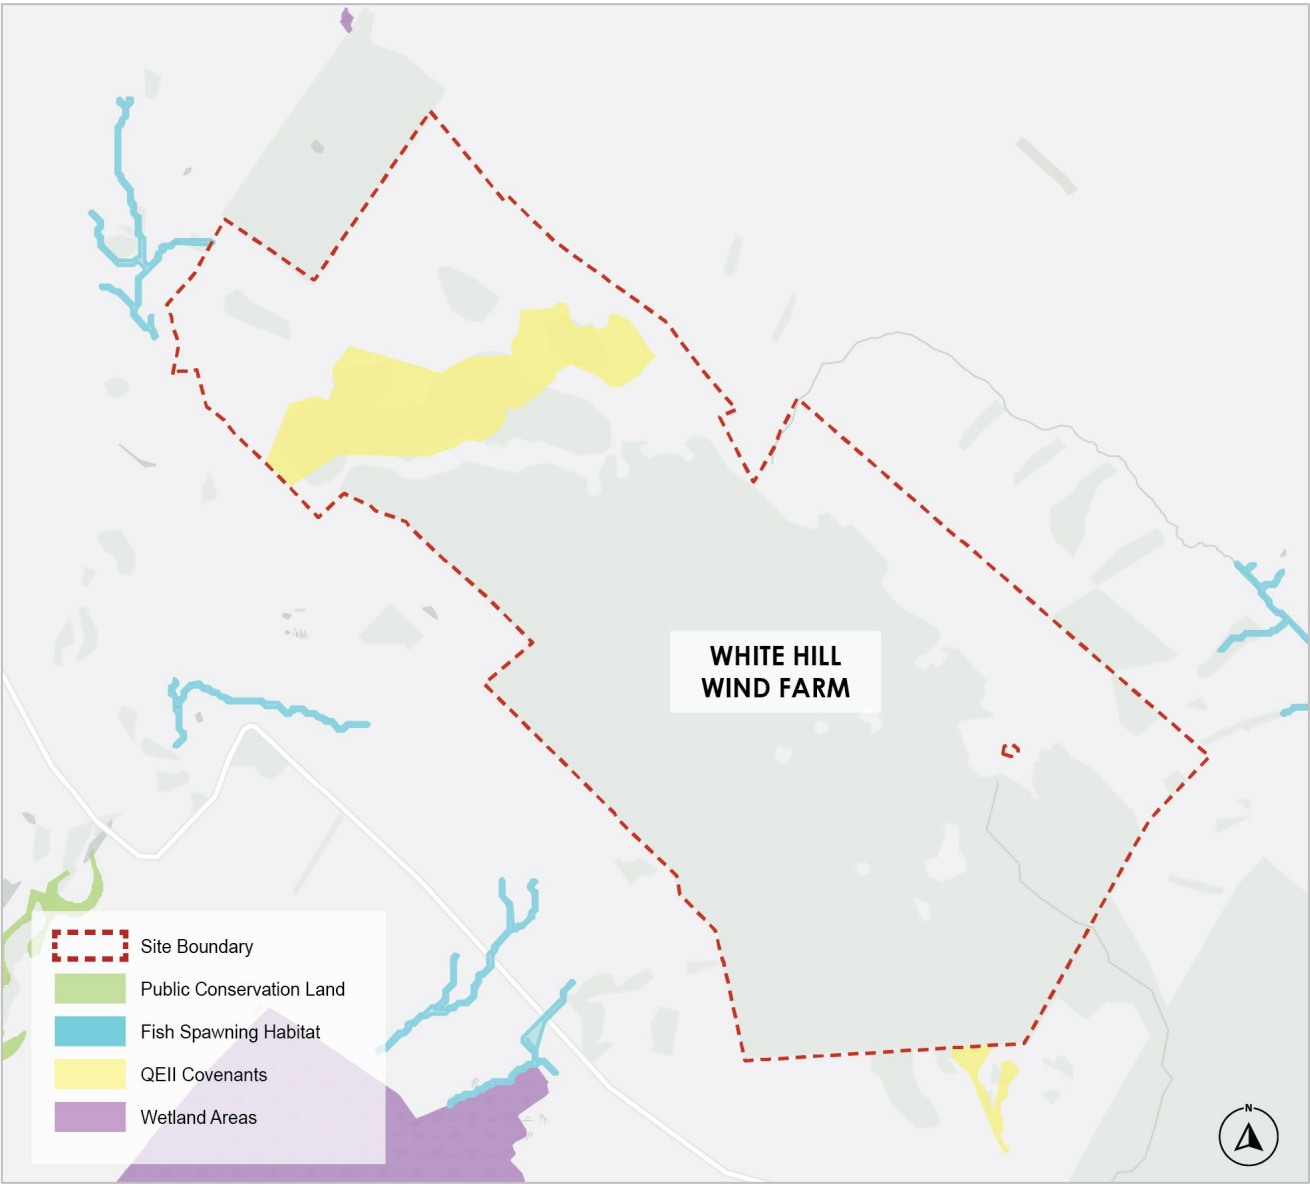 WHITE HILL
WIND FARM
Site Boundary
Public Conservation Land
Fish Spawning Habitat
QEII Covenants
Wetland Areas
N